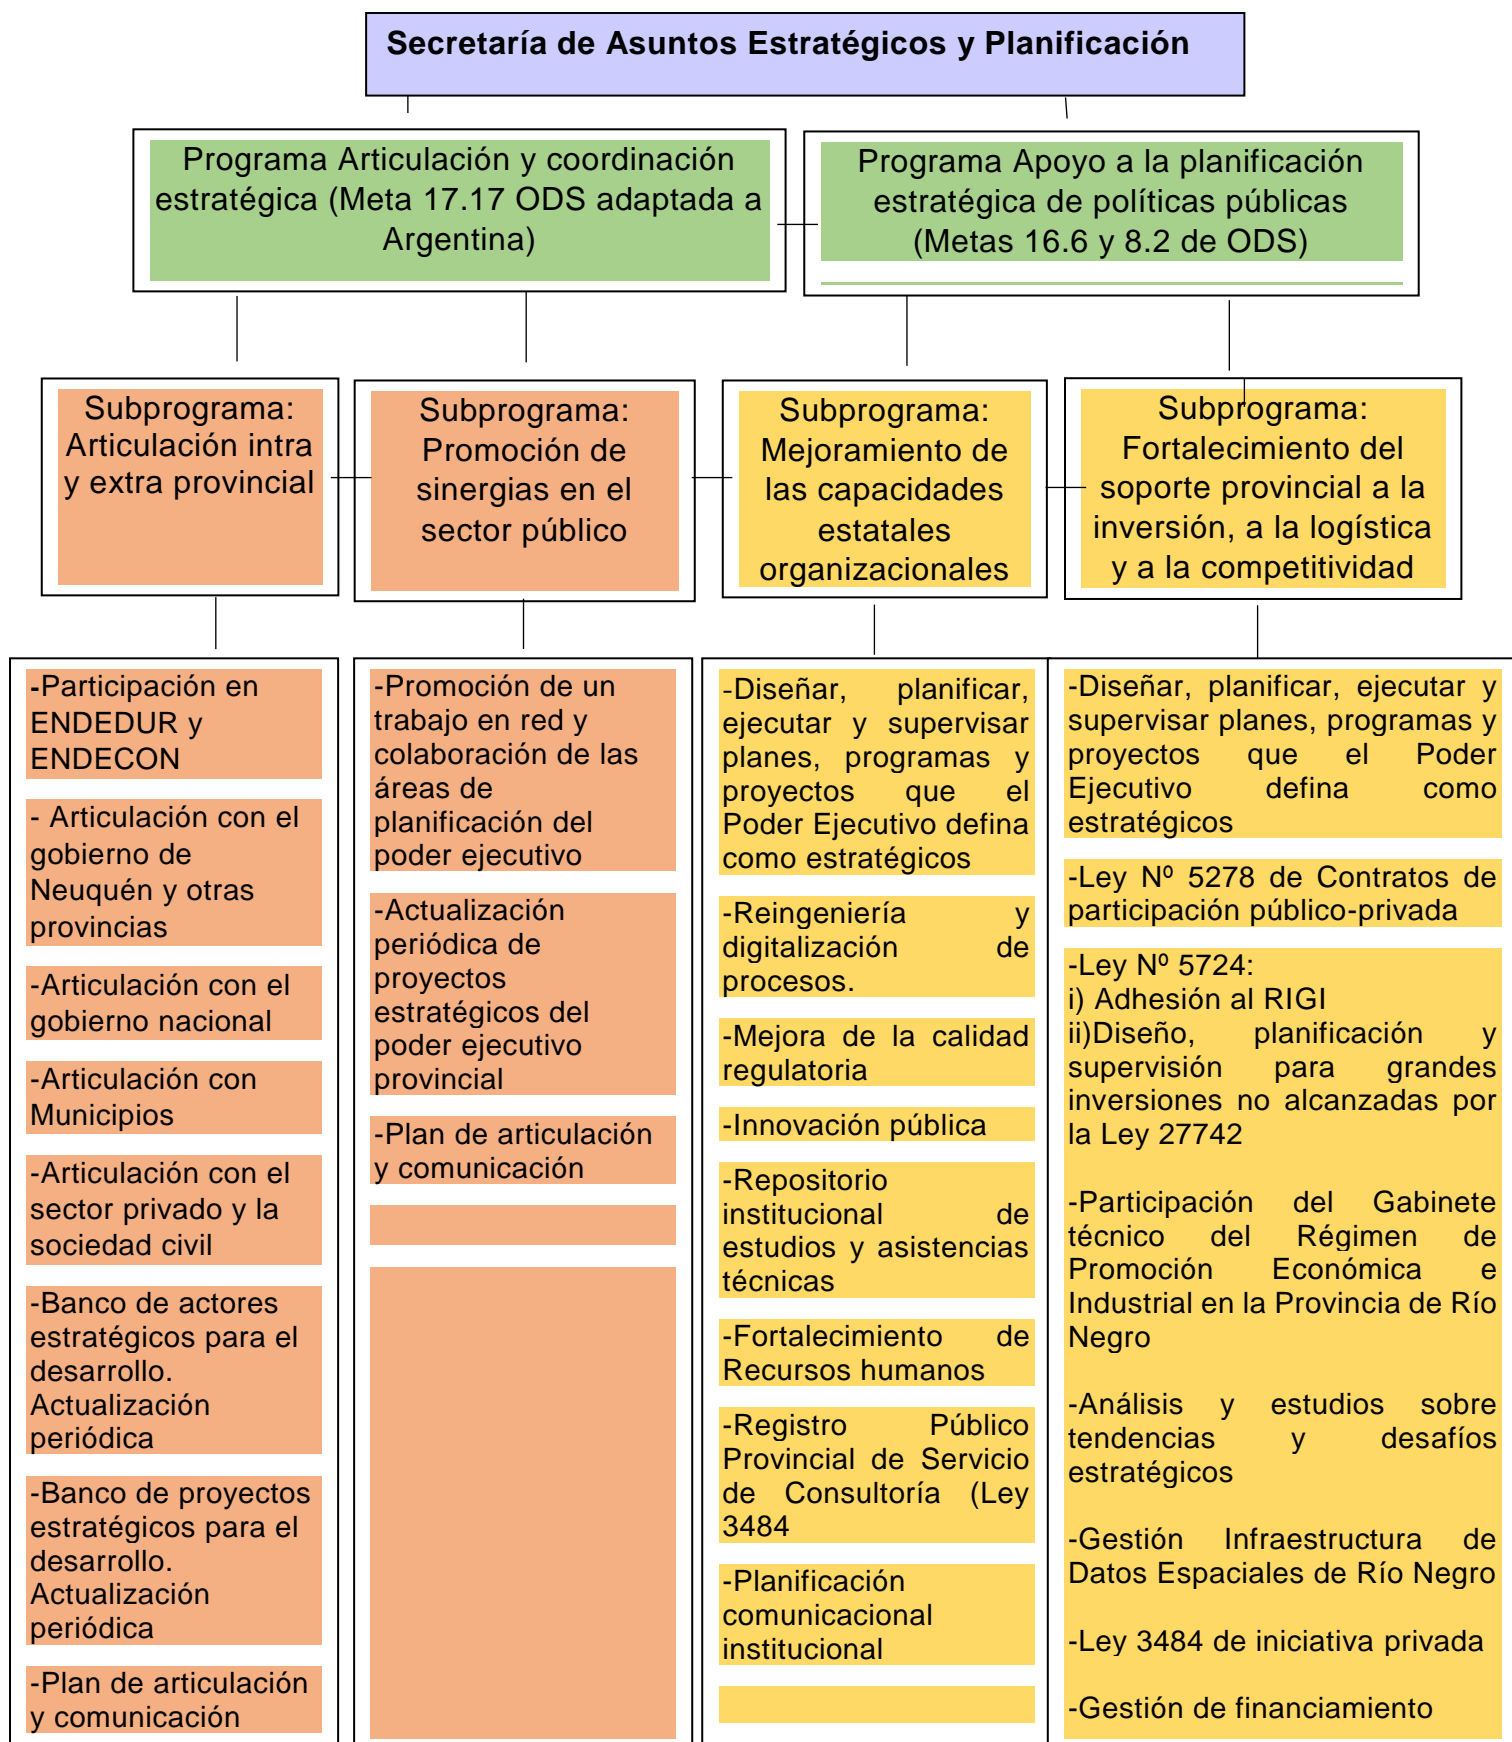 Secretaría de Asuntos Estratégicos y Planificación
Programa Articulación y coordinación
estratégica (Meta 17.17 ODS adaptada a
Argentina)
Programa Apoyo a la planificación
estratégica de políticas públicas
(Metas 16.6 y 8.2 de ODS)
Subprograma:
Articulación intra
y extra provincial
Subprograma:
Promoción de
sinergias en el
sector público
Subprograma:
Mejoramiento de
las capacidades
estatales
organizacionales
Subprograma:
Fortalecimiento del
soporte provincial a la
inversión, a la logística
y a la competitividad
-Participación en
ENDEDUR y
ENDECON
- Articulación con el
gobierno de
Neuquén y otras
provincias
-Articulación con el
gobierno nacional
-Articulación con
Municipios
-Articulación con el
sector privado y la
sociedad civil
-Banco de actores
estratégicos para el
desarrollo.
Actualización
periódica
-Banco de proyectos
estratégicos para el
desarrollo.
Actualización
periódica
-Plan de articulación
y comunicación
-Promoción de un
trabajo en red y
colaboración de las
áreas de
planificación del
poder ejecutivo
-Actualización
periódica de
proyectos
estratégicos del
poder ejecutivo
provincial
-Plan de articulación
y comunicación
-Diseñar, planificar,
ejecutar y supervisar
planes, programas y
proyectos que el
Poder Ejecutivo defina
como estratégicos
-Reingeniería y
digitalización de
procesos.
-Mejora de la calidad
regulatoria
-Innovación pública
-Repositorio
institucional de
estudios y asistencias
técnicas
-Fortalecimiento de
Recursos humanos
-Registro Público
Provincial de Servicio
de Consultoría (Ley
3484
-Planificación
comunicacional
institucional
-Diseñar, planificar, ejecutar y
supervisar planes, programas y
proyectos que el Poder
Ejecutivo defina como
estratégicos
-Ley Nº 5278 de Contratos de
participación público-privada
-Ley Nº 5724:
i) Adhesión al RIGI
ii)Diseño, planificación y
supervisión para grandes
inversiones no alcanzadas por
la Ley 27742
-Participación del Gabinete
técnico del Régimen de
Promoción Económica e
Industrial en la Provincia de Río
Negro
-Análisis y estudios sobre
tendencias y desafíos
estratégicos
-Gestión Infraestructura de
Datos Espaciales de Río Negro
-Ley 3484 de iniciativa privada
-Gestión de financiamiento